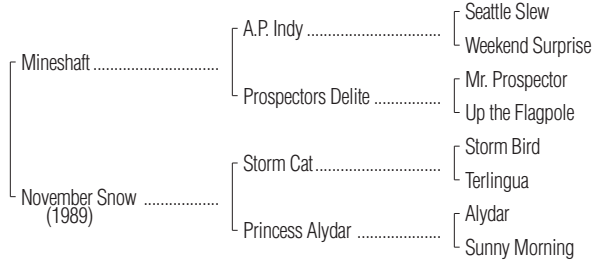 Seattle Slew
A.P. Indy ................................
Weekend Surprise
Mineshaft ..............................
Mr. Prospector
Prospectors Delite ................
Up the Flagpole
Storm Bird
Storm Cat..............................
Terlingua
November Snow ..................
(1989)
Alydar
Princess Alydar ....................
Sunny Morning